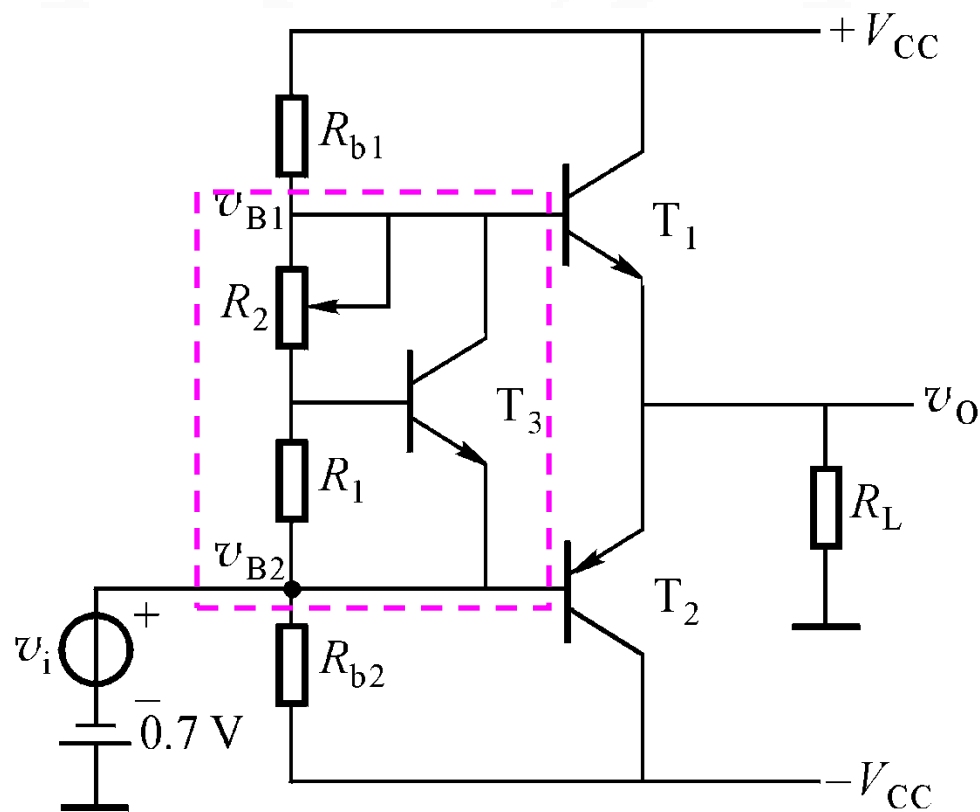 +V_CC
R_b1
v_B1
T_1
R_2
T_3
v_O
R_1
R_L
v_B2
T_2
+
v_i
R_b2
−
0.7 V
−V_CC